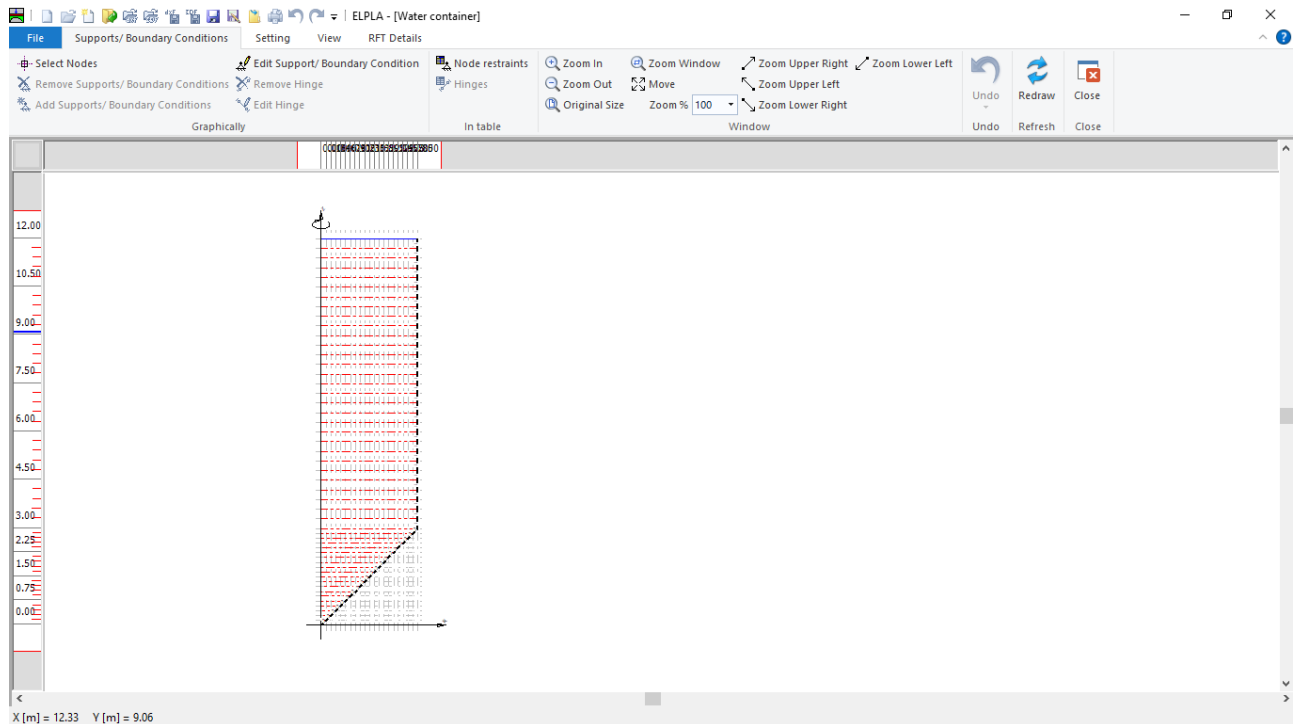 ELPLA - [Water container]
File Supports/ Boundary Conditions Setting View RFT Details
Select Nodes Edit Support/ Boundary Condition Node restraints Zoom In Zoom Window Zoom Upper Right Zoom Lower Left
Remove Supports/ Boundary Conditions Remove Hinge Hinges Zoom Out Move Zoom Upper Left
Add Supports/ Boundary Conditions Edit Hinge Original Size Zoom % 100 Zoom Lower Right
Undo Redraw Close
Graphically In table Window Undo Refresh Close
12.00
10.50
9.00
7.50
6.00
4.50
3.00
2.25
1.50
0.75
0.00
X [m] = 12.33 Y [m] = 9.06